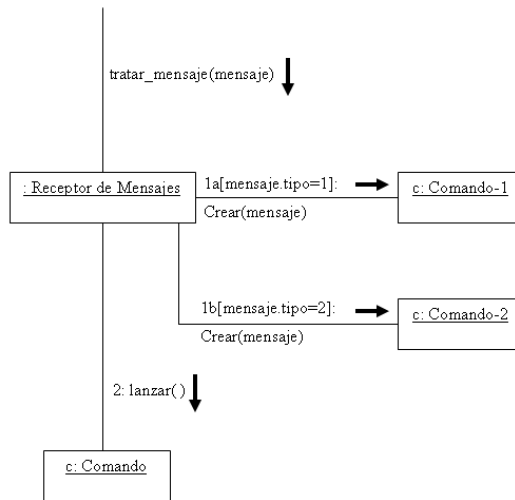 tratar_mensaje(mensaje)
: Receptor de Mensajes
1a[mensaje.tipo=1]:
Crear(mensaje)
c: Comando-1
1b[mensaje.tipo=2]:
Crear(mensaje)
c: Comando-2
2: lanzar( )
c: Comando